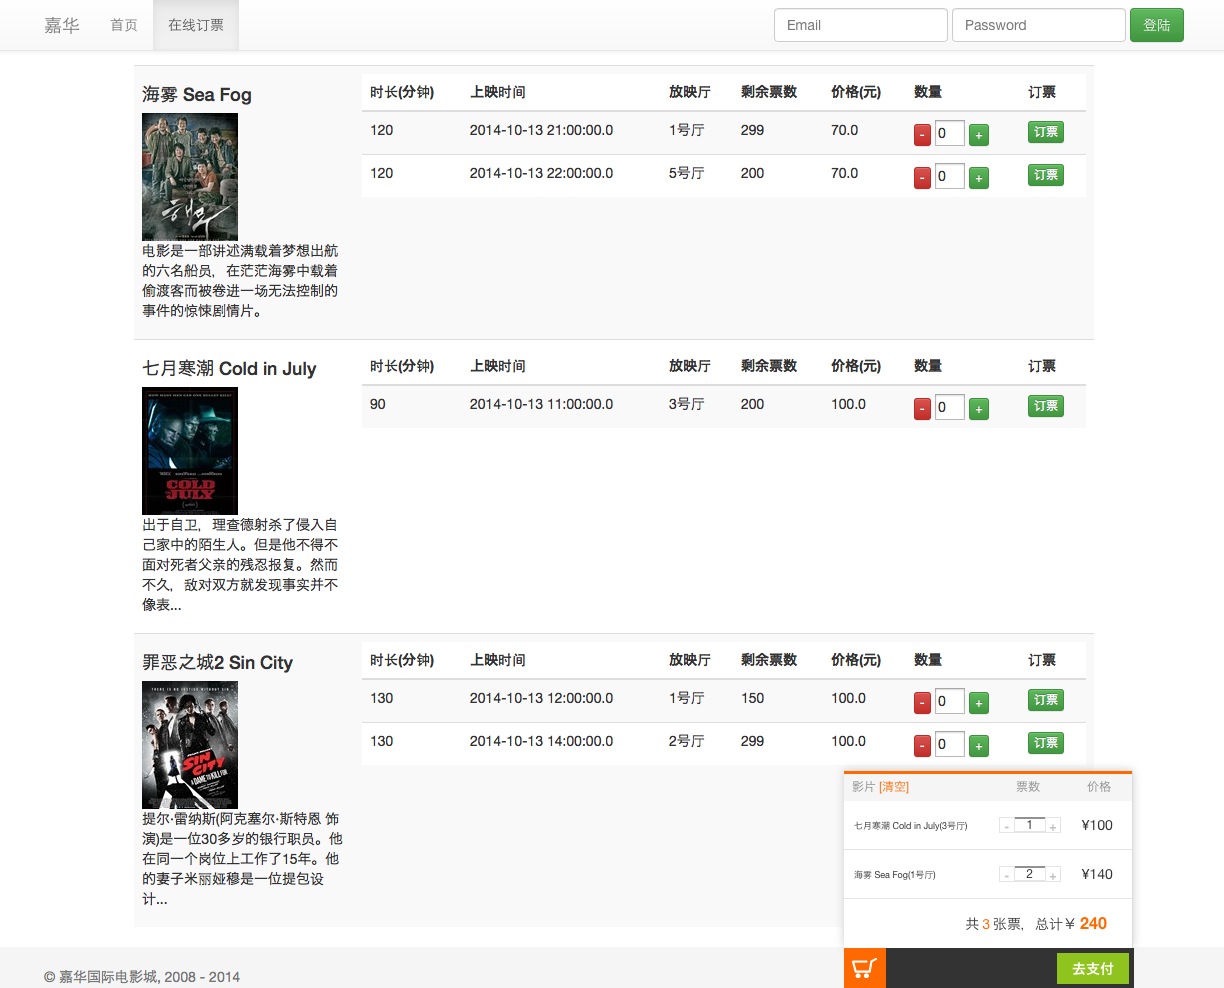 嘉华 首页 在线订票 Email Password 登陆
海雾 Sea Fog
时长(分钟) 上映时间 放映厅 剩余票数 价格(元) 数量 订票
120 2014-10-13 21:00:00.0 1号厅 299 70.0 - 0 + 订票
120 2014-10-13 22:00:00.0 5号厅 200 70.0 - 0 + 订票
해무
电影是一部讲述满载着梦想出航
的六名船员，在茫茫海雾中载着
偷渡客而被卷进一场无法控制的
事件的惊悚剧情片。
七月寒潮 Cold in July
时长(分钟) 上映时间 放映厅 剩余票数 价格(元) 数量 订票
90 2014-10-13 11:00:00.0 3号厅 200 100.0 - 0 + 订票
COLD
IN JULY
出于自卫，理查德射杀了侵入自
己家中的陌生人。但是他不得不
面对死者父亲的残忍报复。然而
不久，敌对双方就发现事实并不
像表...
罪恶之城2 Sin City
时长(分钟) 上映时间 放映厅 剩余票数 价格(元) 数量 订票
130 2014-10-13 12:00:00.0 1号厅 150 100.0 - 0 + 订票
130 2014-10-13 14:00:00.0 2号厅 299 100.0 - 0 + 订票
THERE IS NO JUSTICE WITHOUT SIN
SIN
CITY
A DAME TO KILL FOR
提尔·雷纳斯(阿克塞尔·斯特恩 饰
演)是一位30多岁的银行职员。他
在同一个岗位上工作了15年。他
的妻子米丽娅穆是一位提包设
计...
影片 [清空] 票数 价格
七月寒潮 Cold in July(3号厅) - 1 + ¥100
海雾 Sea Fog(1号厅) - 2 + ¥140
共 3 张票，总计￥ 240
去支付
© 嘉华国际电影城, 2008 - 2014